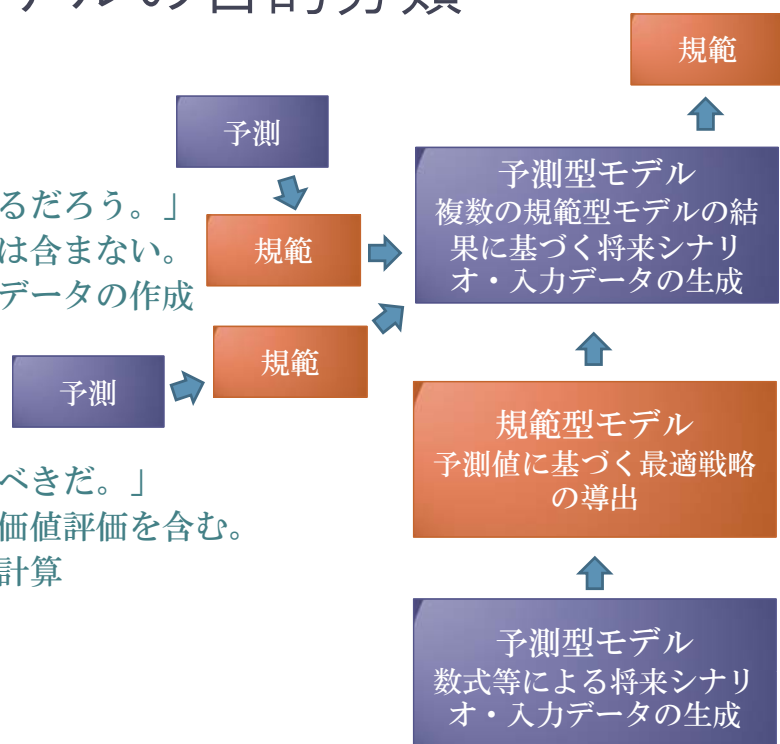 デルの目的分類
規範
予測
るだろう。」
は含まない。
データの作成
規範
予測型モデル
複数の規範型モデルの結
果に基づく将来シナリ
オ・入力データの生成
規範
予測
規範型モデル
予測値に基づく最適戦略
の導出
べきだ。」
価値評価を含む。
計算
予測型モデル
数式等による将来シナリ
オ・入力データの生成